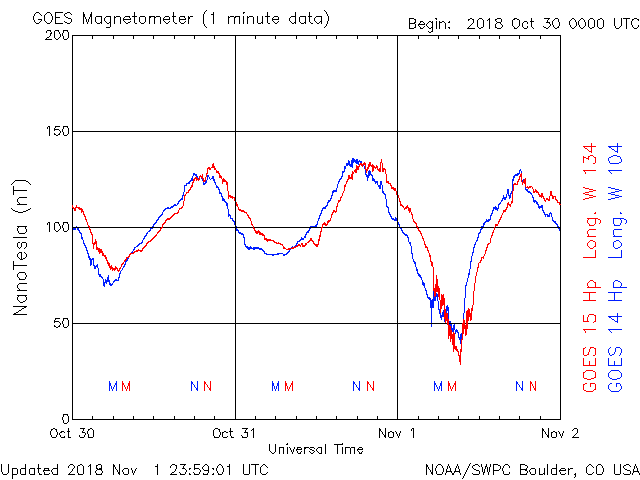 GOES Magnetometer (1 minute data)
Begin: 2018 Oct 30 0000 UTC
200
150
100
50
0
NanoTesla (nT)
M M N N M M N N M M N N
Oct 30 Oct 31 Nov 1 Nov 2
Universal Time
GOES 15 Hp Long. W 134
GOES 14 Hp Long. W 104
Updated 2018 Nov 1 23:59:01 UTC
NOAA/SWPC Boulder, CO USA